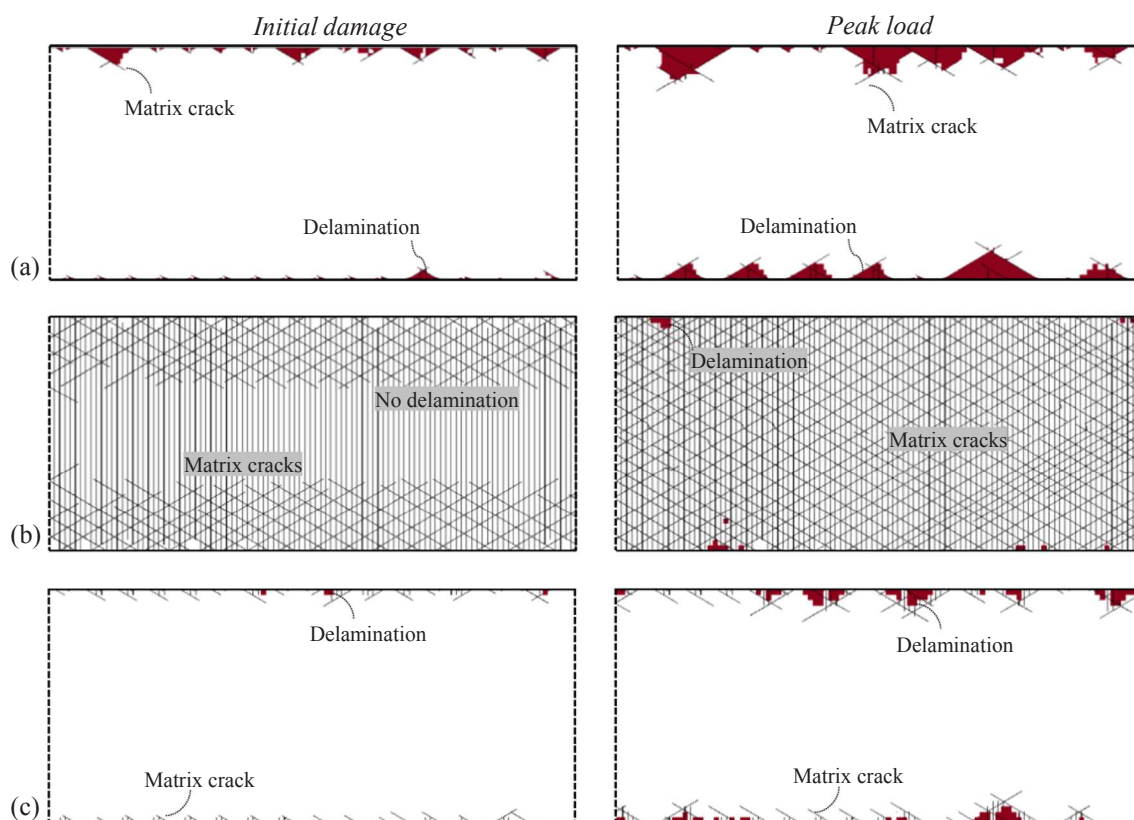 Initial damage
Peak load
Matrix crack
Matrix crack
Delamination
Delamination
(a)
Delamination
No delamination
Matrix cracks
Matrix cracks
(b)
Delamination
Delamination
Matrix crack
Matrix crack
(c)